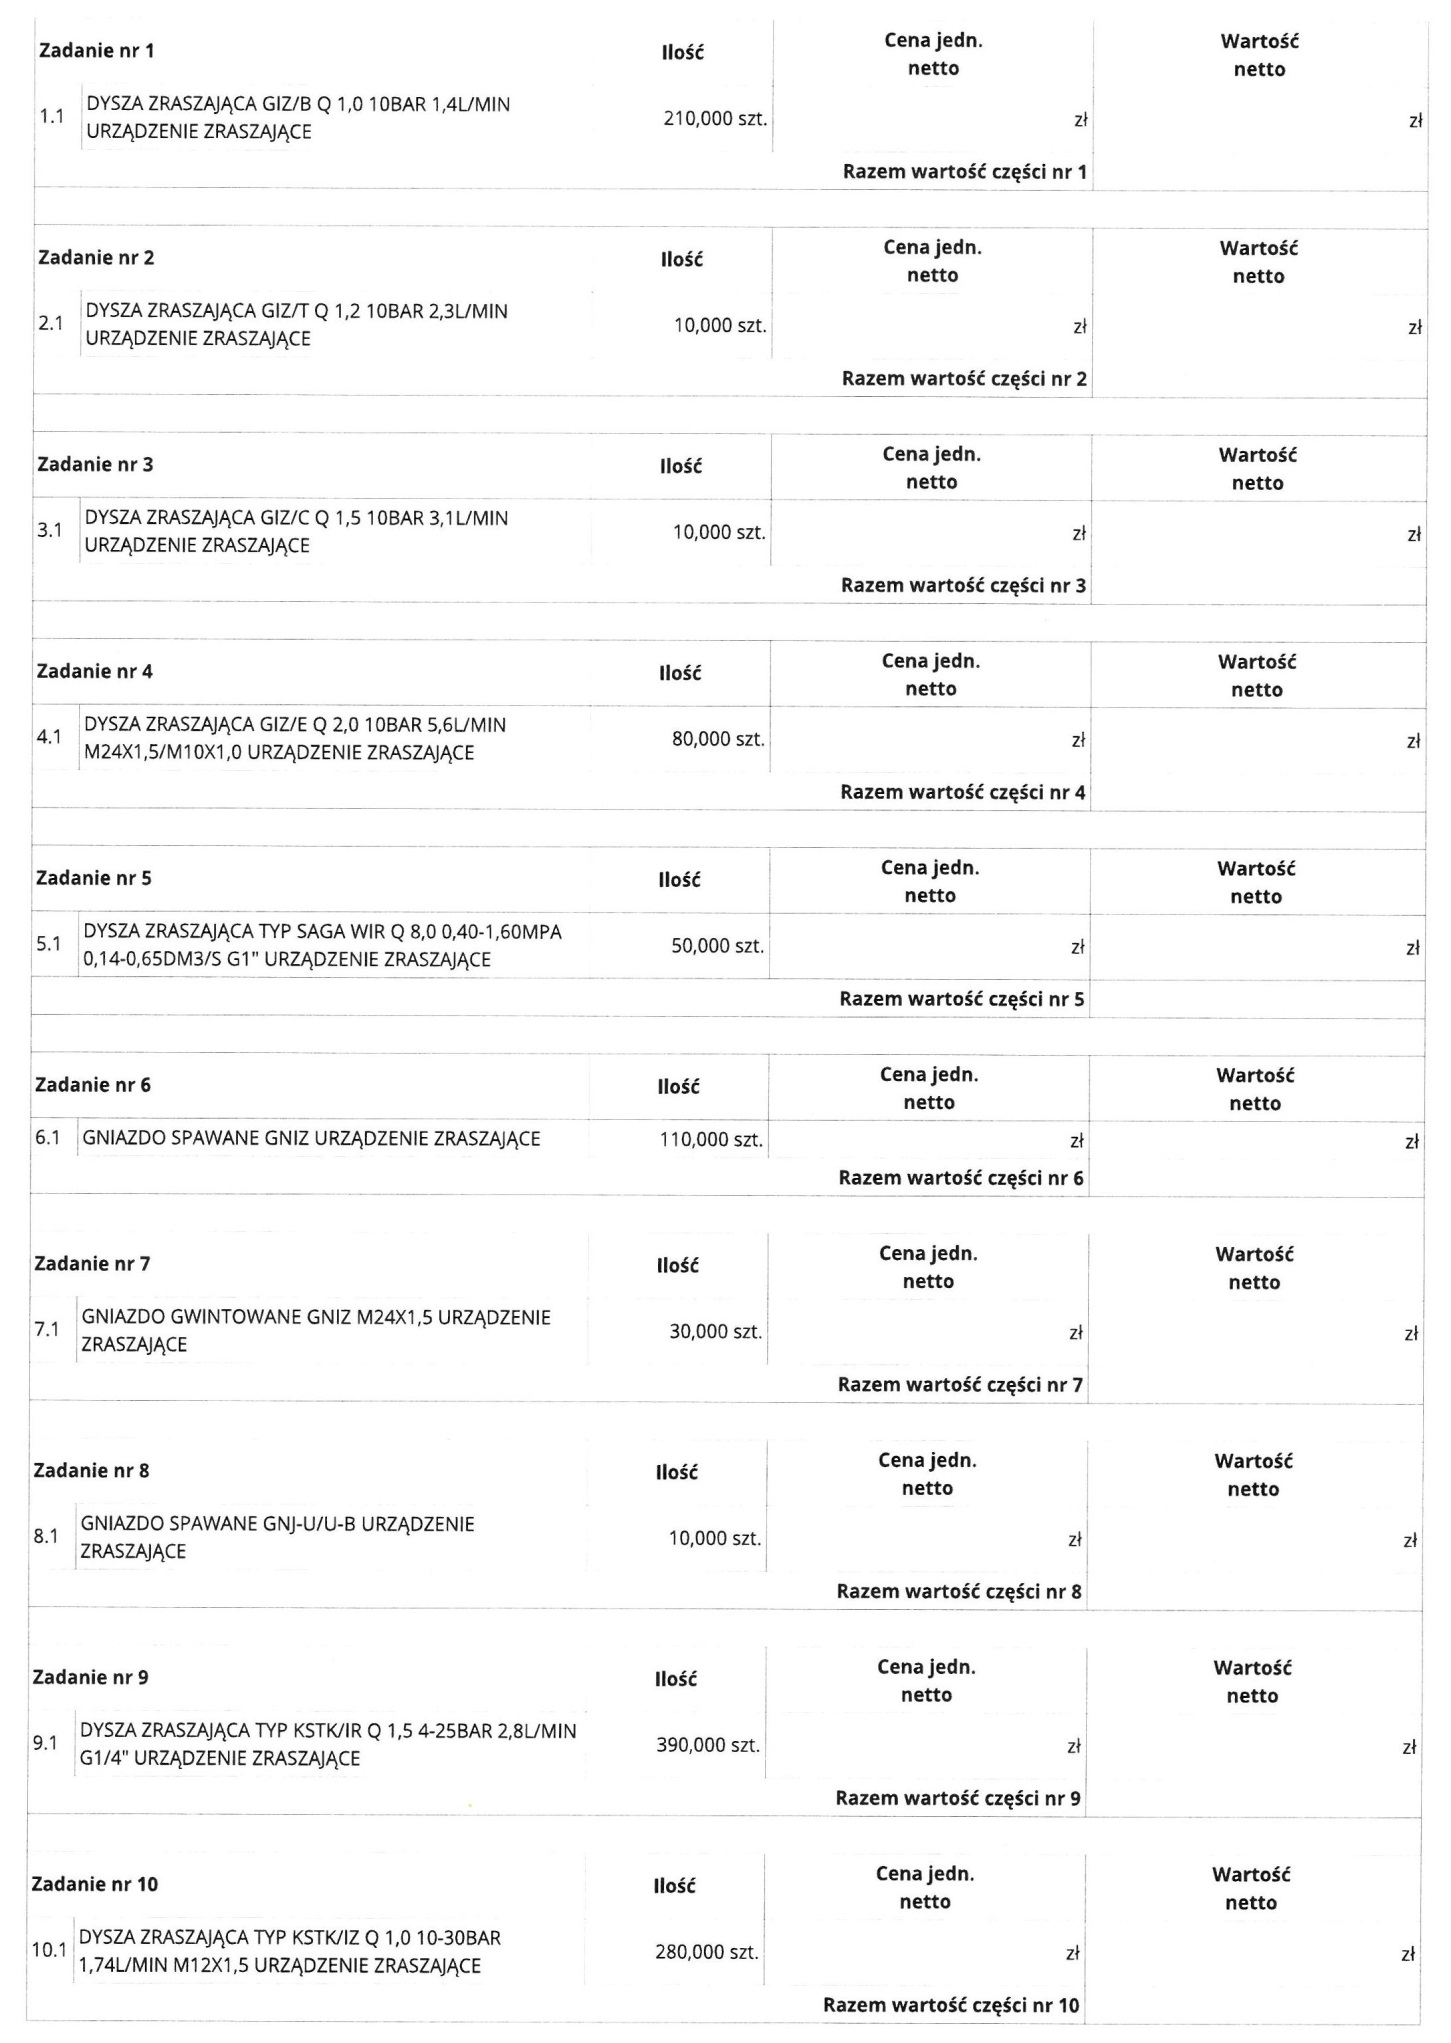 Zadanie nr 1 Ilość Cena jedn. netto Wartość netto
1.1 DYSZA ZRASZAJĄCA GIZ/B Q 1,0 10BAR 1,4L/MIN
URZĄDZENIE ZRASZAJĄCE 210,000 szt. zł zł
Razem wartość części nr 1
Zadanie nr 2 Ilość Cena jedn. netto Wartość netto
2.1 DYSZA ZRASZAJĄCA GIZ/T Q 1,2 10BAR 2,3L/MIN
URZĄDZENIE ZRASZAJĄCE 10,000 szt. zł zł
Razem wartość części nr 2
Zadanie nr 3 Ilość Cena jedn. netto Wartość netto
3.1 DYSZA ZRASZAJĄCA GIZ/C Q 1,5 10BAR 3,1L/MIN
URZĄDZENIE ZRASZAJĄCE 10,000 szt. zł zł
Razem wartość części nr 3
Zadanie nr 4 Ilość Cena jedn. netto Wartość netto
4.1 DYSZA ZRASZAJĄCA GIZ/E Q 2,0 10BAR 5,6L/MIN
M24X1,5/M10X1,0 URZĄDZENIE ZRASZAJĄCE 80,000 szt. zł zł
Razem wartość części nr 4
Zadanie nr 5 Ilość Cena jedn. netto Wartość netto
5.1 DYSZA ZRASZAJĄCA TYP SAGA WIR Q 8,0 0,40-1,60MPA
0,14-0,65DM3/S G1" URZĄDZENIE ZRASZAJĄCE 50,000 szt. zł zł
Razem wartość części nr 5
Zadanie nr 6 Ilość Cena jedn. netto Wartość netto
6.1 GNIAZDO SPAWANE GNIZ URZĄDZENIE ZRASZAJĄCE 110,000 szt. zł zł
Razem wartość części nr 6
Zadanie nr 7 Ilość Cena jedn. netto Wartość netto
7.1 GNIAZDO GWINTOWANE GNIZ M24X1,5 URZĄDZENIE
ZRASZAJĄCE 30,000 szt. zł zł
Razem wartość części nr 7
Zadanie nr 8 Ilość Cena jedn. netto Wartość netto
8.1 GNIAZDO SPAWANE GNJ-U/U-B URZĄDZENIE
ZRASZAJĄCE 10,000 szt. zł zł
Razem wartość części nr 8
Zadanie nr 9 Ilość Cena jedn. netto Wartość netto
9.1 DYSZA ZRASZAJĄCA TYP KSTK/IR Q 1,5 4-25BAR 2,8L/MIN
G1/4" URZĄDZENIE ZRASZAJĄCE 390,000 szt. zł zł
Razem wartość części nr 9
Zadanie nr 10 Ilość Cena jedn. netto Wartość netto
10.1 DYSZA ZRASZAJĄCA TYP KSTK/IZ Q 1,0 10-30BAR
1,74L/MIN M12X1,5 URZĄDZENIE ZRASZAJĄCE 280,000 szt. zł zł
Razem wartość części nr 10